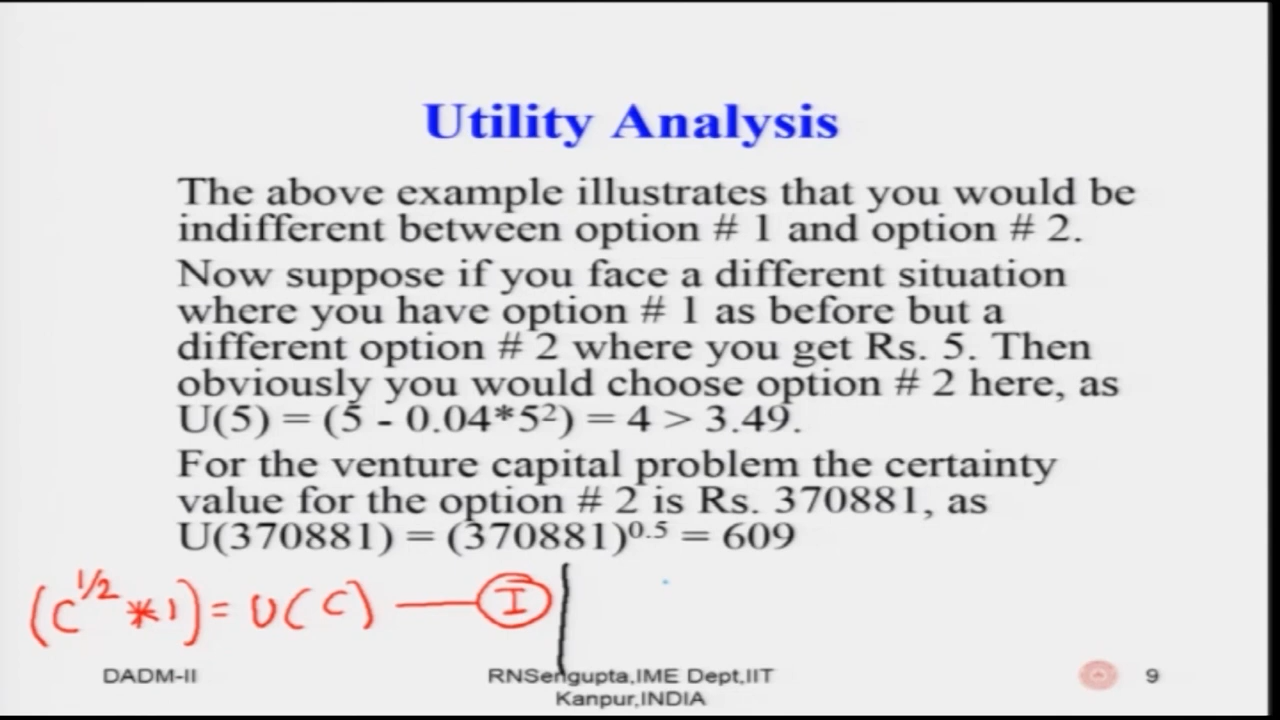 Utility Analysis
The above example illustrates that you would be
indifferent between option # 1 and option # 2.
Now suppose if you face a different situation
where you have option # 1 as before but a
different option # 2 where you get Rs. 5. Then
obviously you would choose option # 2 here, as
U(5) = (5 - 0.04*5²) = 4 > 3.49.
For the venture capital problem the certainty
value for the option # 2 is Rs. 370881, as
U(370881) = (370881)⁰·⁵ = 609
(C^1/2 * 1) = U(C) — I
DADM-II
RNSengupta,IME Dept,IIT
Kanpur,INDIA
9